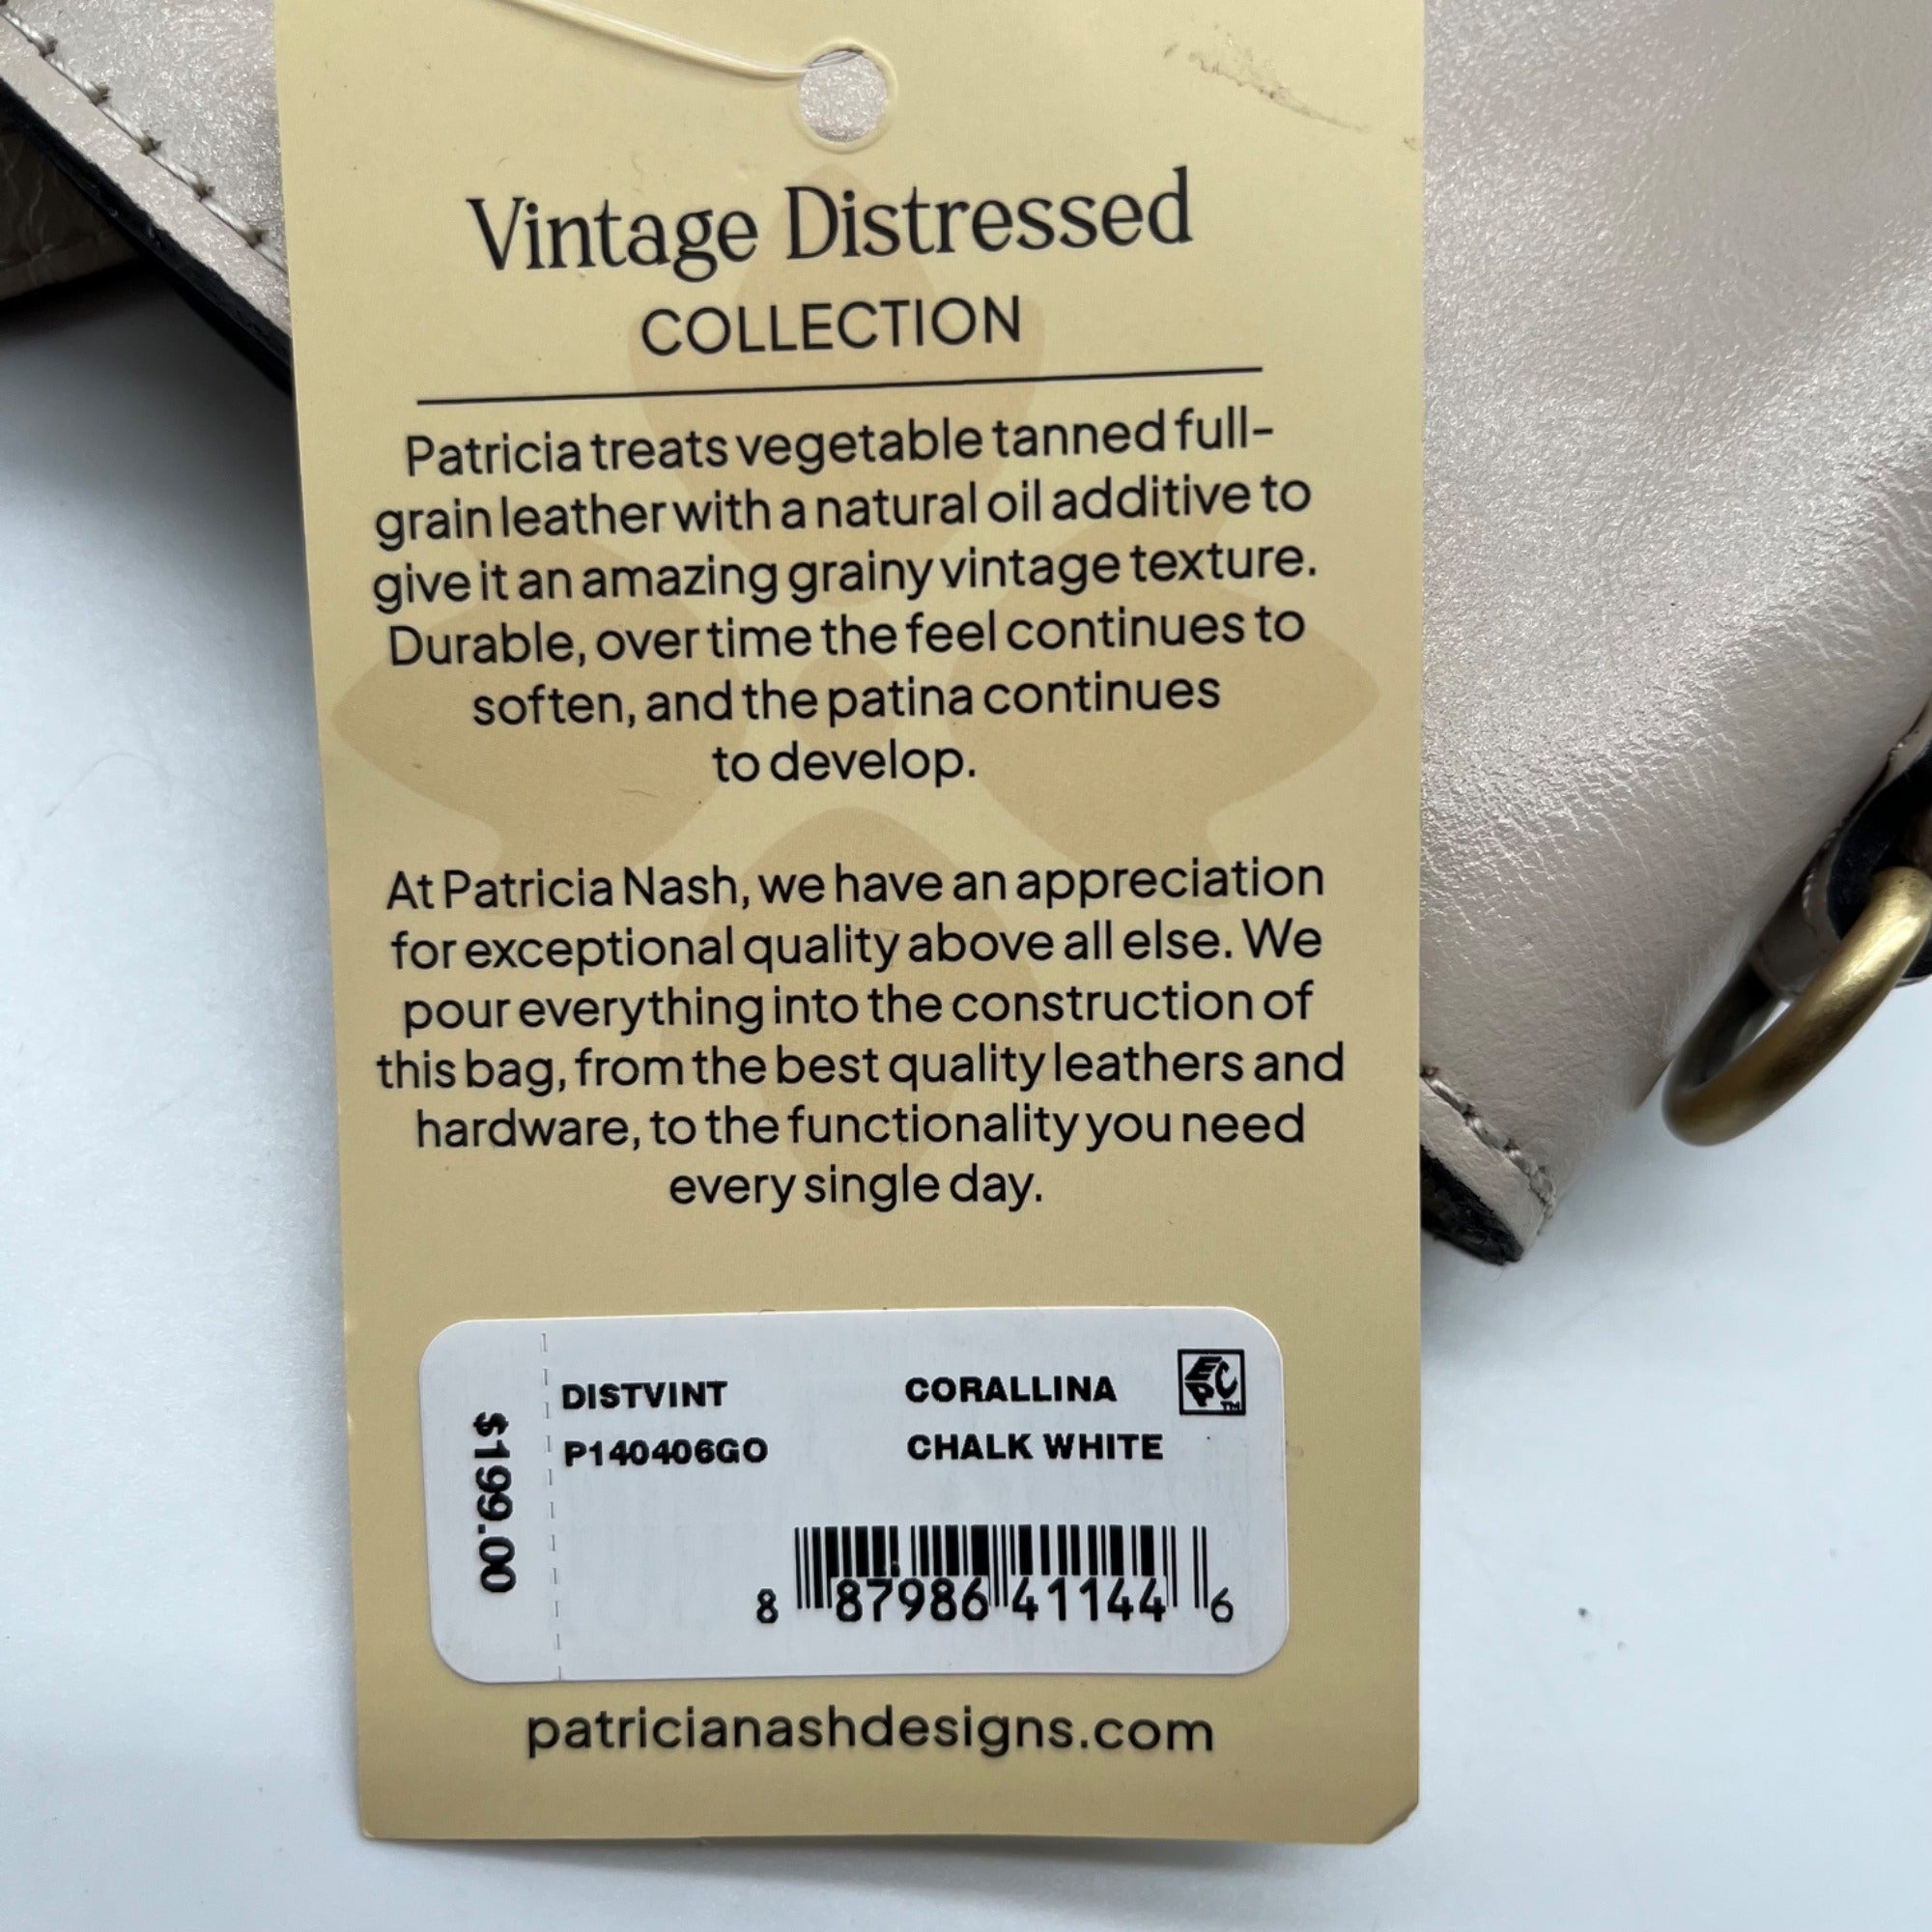 Vintage Distressed
COLLECTION
Patricia treats vegetable tanned full-
grain leather with a natural oil additive to
give it an amazing grainy vintage texture.
Durable, over time the feel continues to
soften, and the patina continues
to develop.
At Patricia Nash, we have an appreciation
for exceptional quality above all else. We
pour everything into the construction of
this bag, from the best quality leathers and
hardware, to the functionality you need
every single day.
$199.00
DISTVINT CORALLINA
P140406GO CHALK WHITE
EPC™
8 87986 41144 6
patricianashdesigns.com